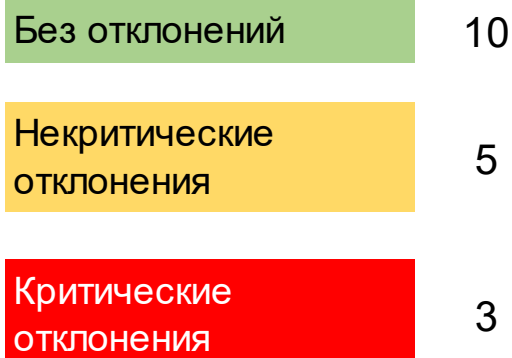 Без отклонений 10
Некритические
отклонения
5
Критические
отклонения
3